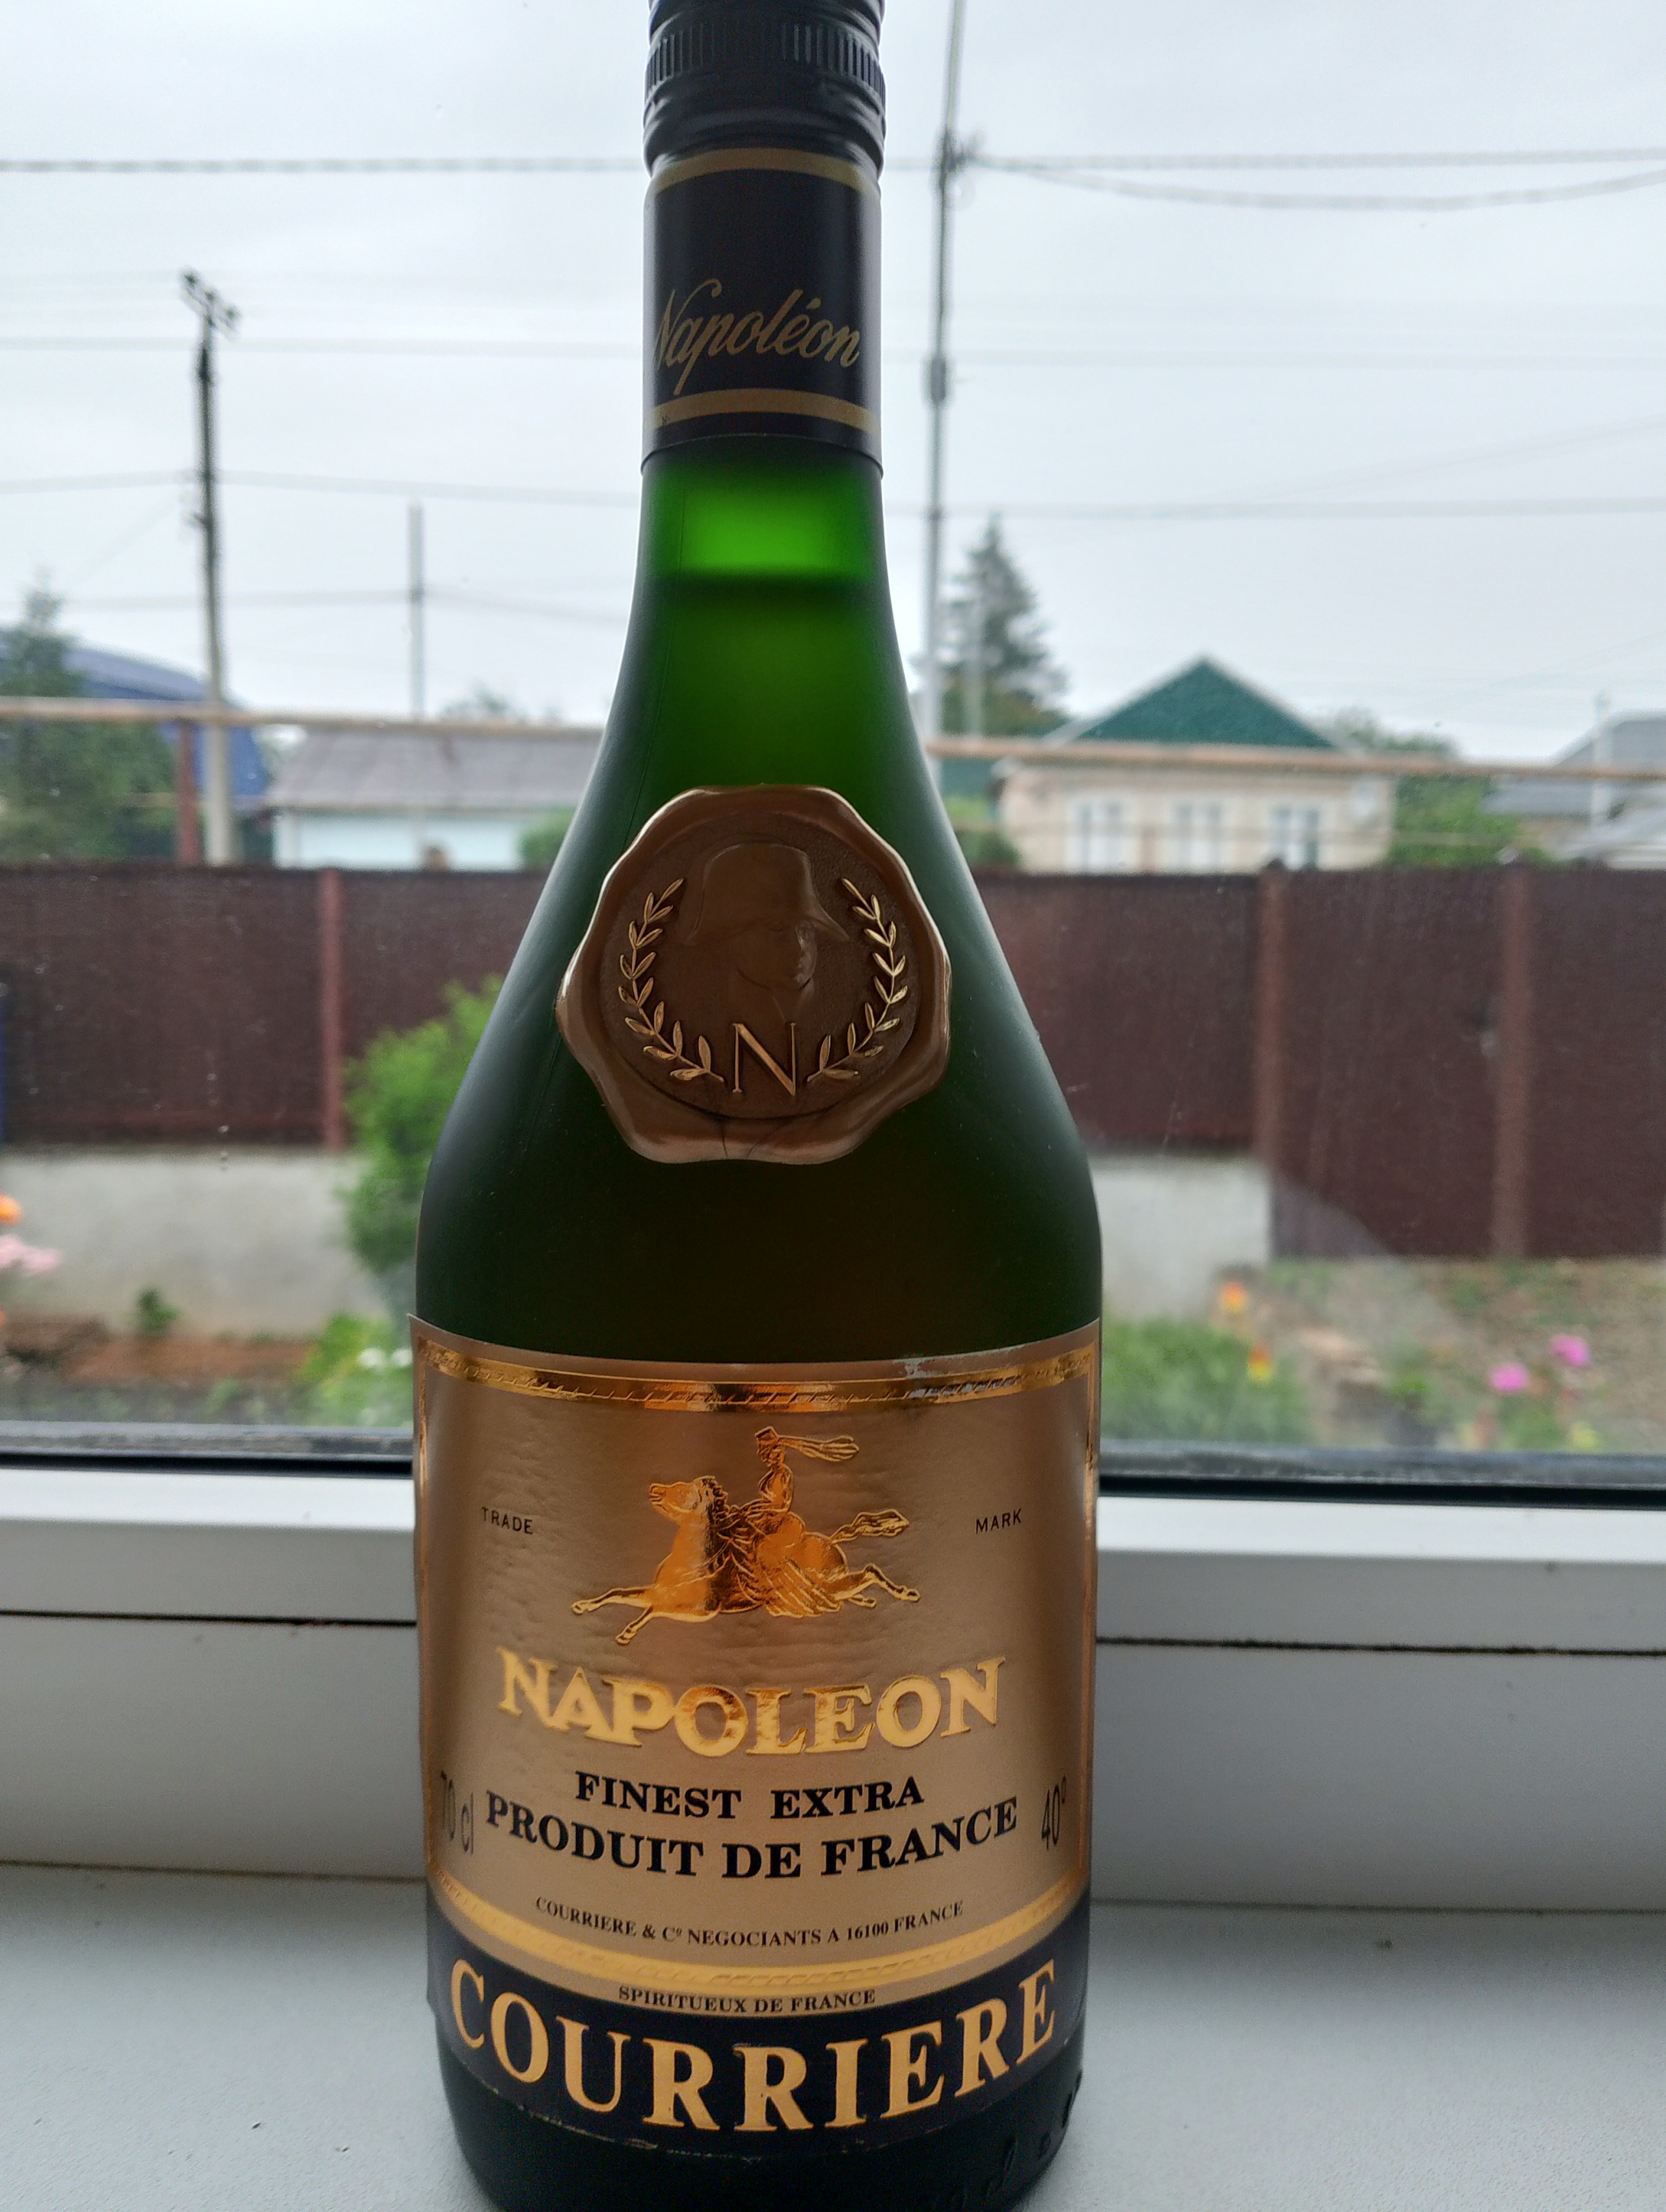 Napoléon
N
TRADE MARK
NAPOLEON
FINEST EXTRA
70 cl PRODUIT DE FRANCE 40°
COURRIERE & Cº NEGOCIANTS A 16100 FRANCE
SPIRITUEUX DE FRANCE
COURRIERE